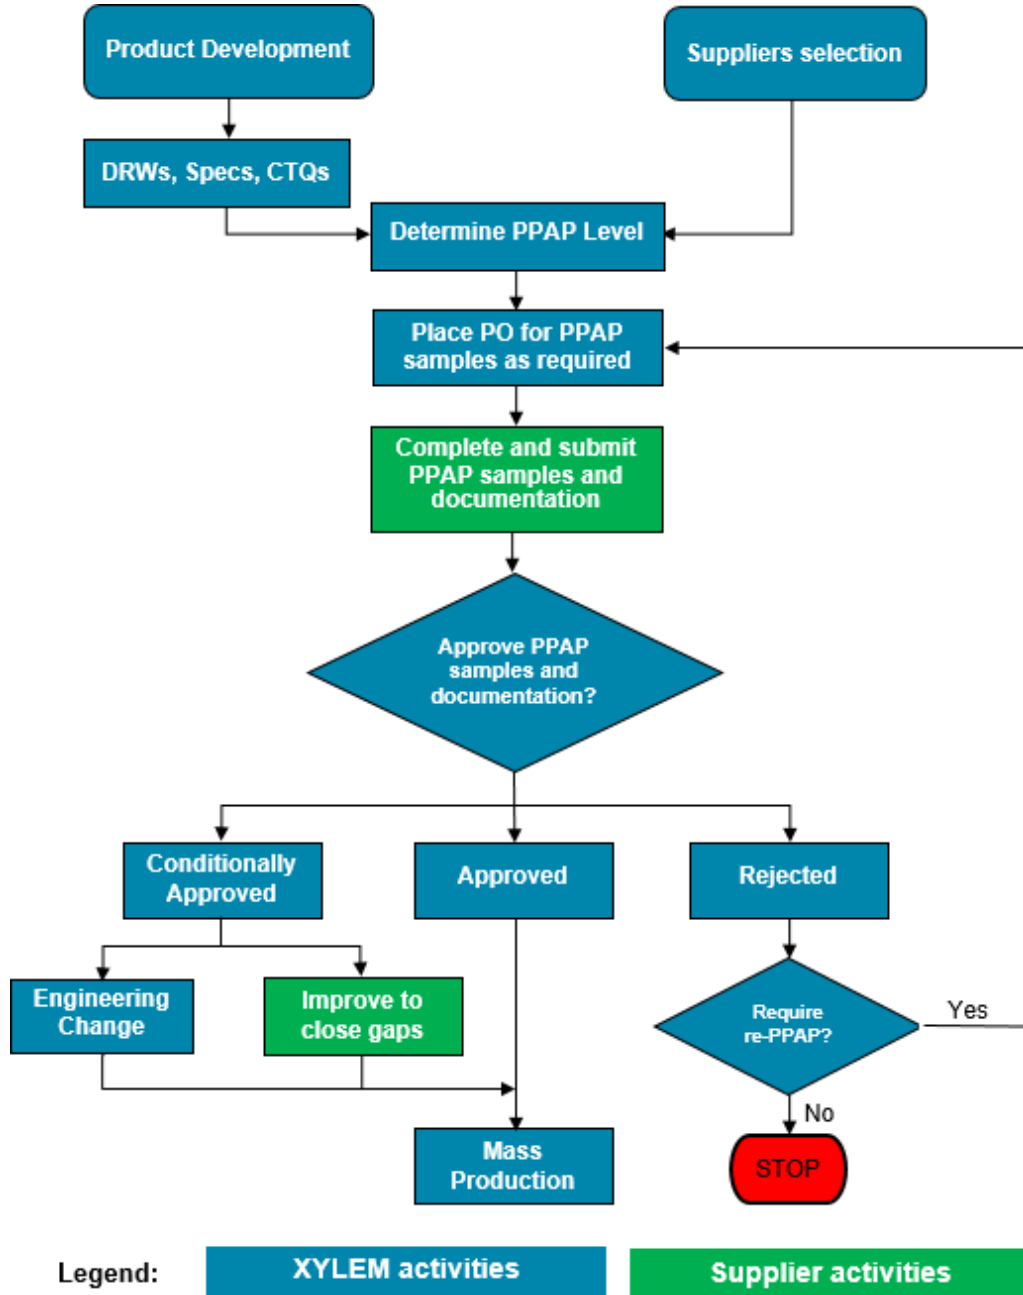 Product Development
Suppliers selection
DRWs, Specs, CTQs
Determine PPAP Level
Place PO for PPAP
samples as required
Complete and submit
PPAP samples and
documentation
Approve PPAP
samples and
documentation?
Conditionally
Approved
Approved
Rejected
Engineering
Change
Improve to
close gaps
Require
re-PPAP?
Yes
No
Mass
Production
STOP
Legend:
XYLEM activities
Supplier activities